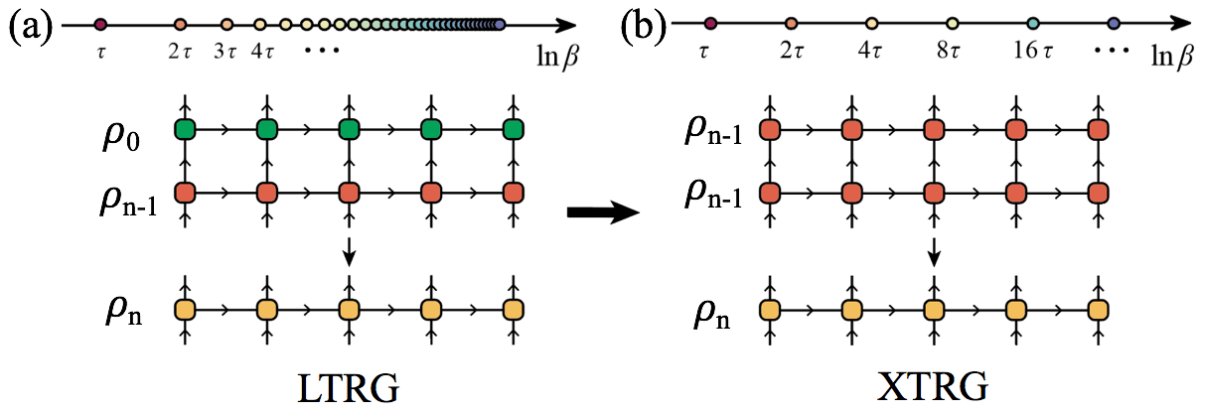 (a)
τ 2τ 3τ 4τ ··· ln β
ρ0
ρn-1
ρn
LTRG
(b)
τ 2τ 4τ 8τ 16τ ··· ln β
ρn-1
ρn-1
ρn
XTRG